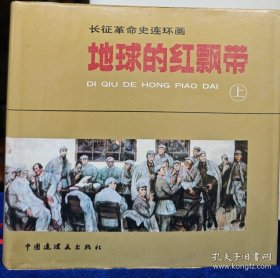 长征革命史连环画
地球的红飘带
DI QIU DE HONG PIAO DAI
上
中国连环画出版社
孔夫子旧书网